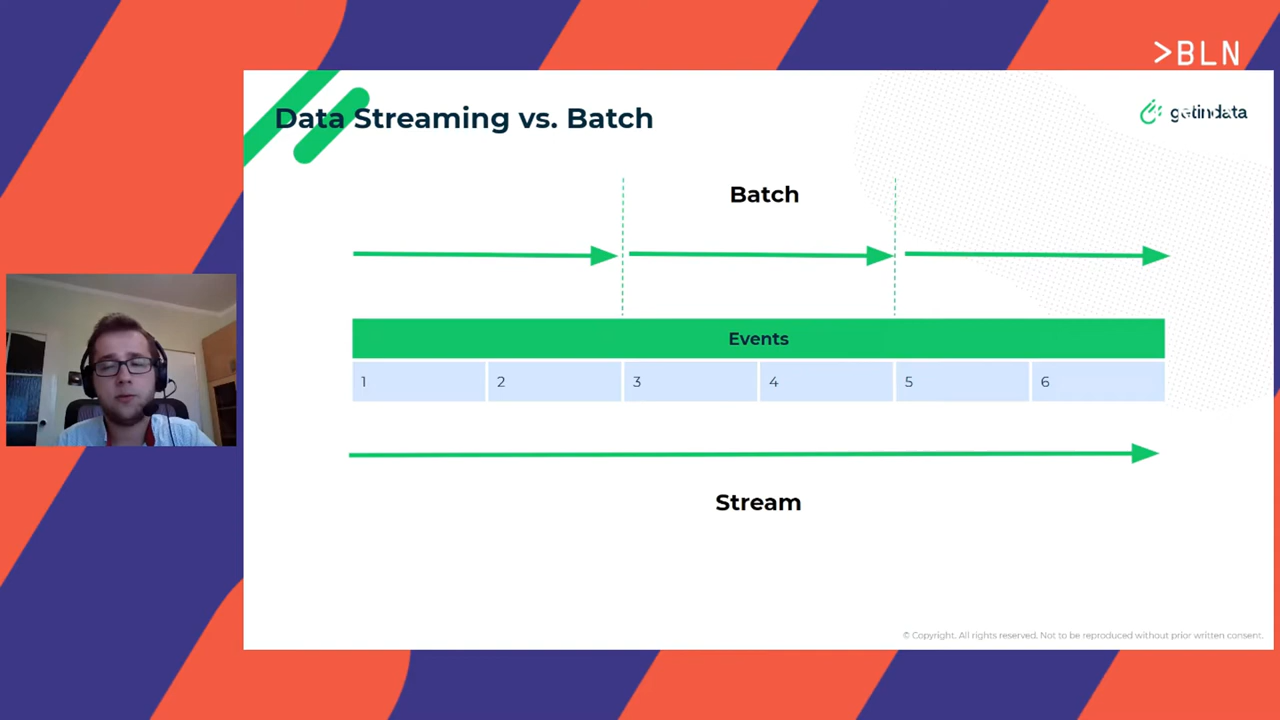 >BLN
Data Streaming vs. Batch
getindata
Batch
Events
1 2 3 4 5 6
Stream
© Copyright. All rights reserved. Not to be reproduced without prior written consent.